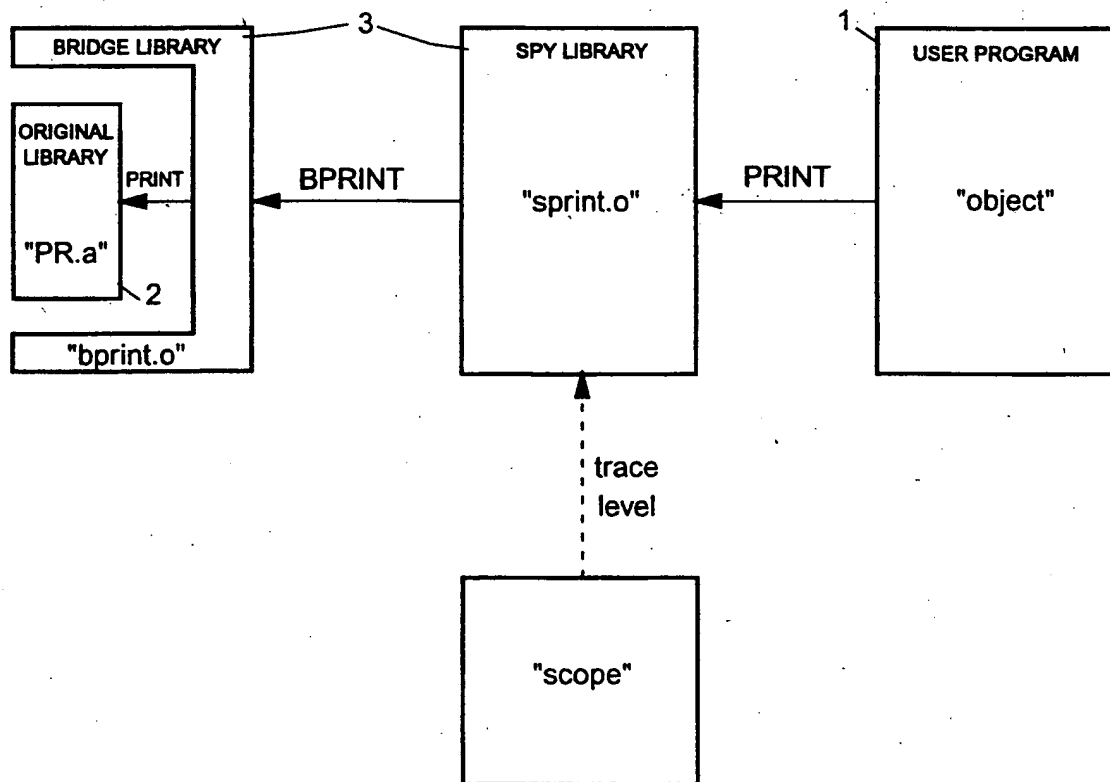 3
1
BRIDGE LIBRARY
SPY LIBRARY
USER PROGRAM
ORIGINAL
LIBRARY
PRINT
BPRINT
PRINT
"sprint.o"
"object"
"PR.a"
2
"bprint.o"
trace
level
"scope"